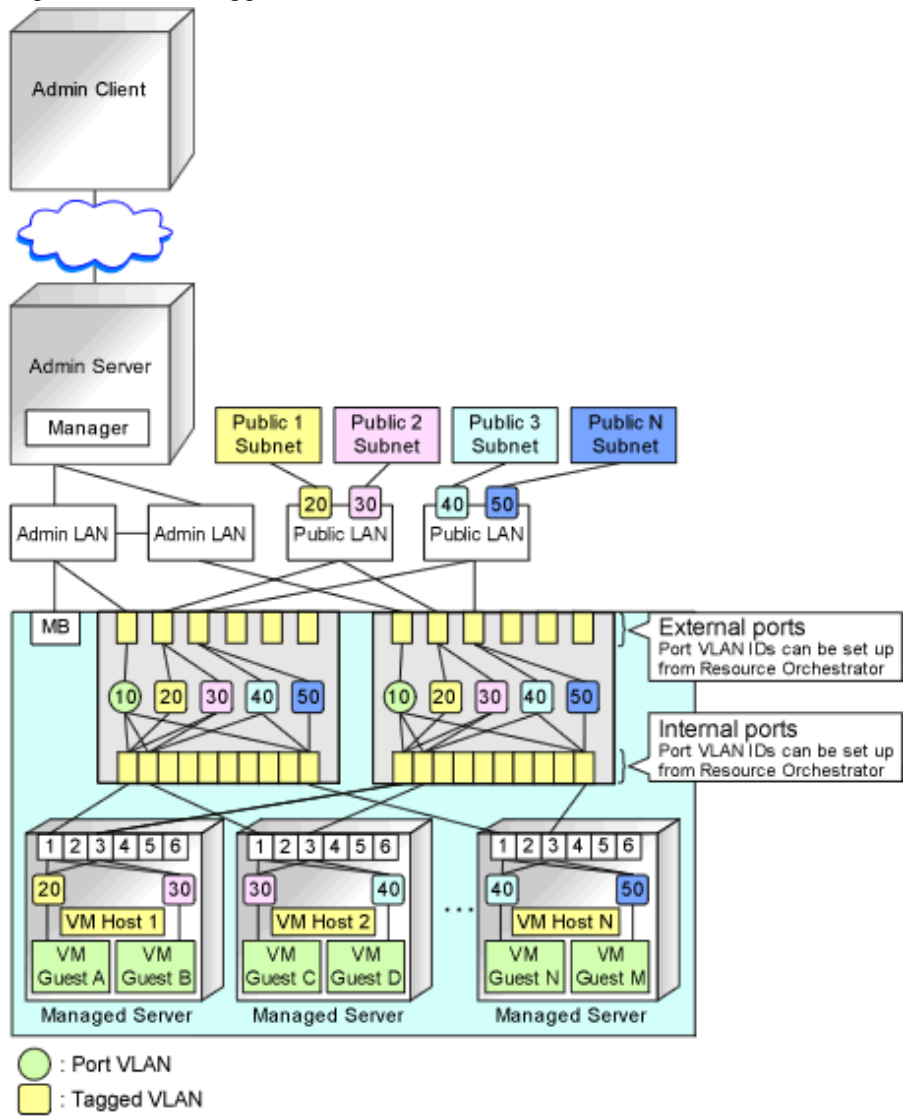 Admin Client
Admin Server
Manager
Public 1
Subnet
Public 2
Subnet
Public 3
Subnet
Public N
Subnet
20
30
40
50
Admin LAN
Admin LAN
Public LAN
Public LAN
MB
External ports
Port VLAN IDs can be set up
from Resource Orchestrator
10
20
30
40
50
10
20
30
40
50
Internal ports
Port VLAN IDs can be set up
from Resource Orchestrator
1 2 3 4 5 6
1 2 3 4 5 6
1 2 3 4 5 6
20
30
30
40
40
50
...
VM Host 1
VM Host 2
VM Host N
VM
Guest A
VM
Guest B
VM
Guest C
VM
Guest D
VM
Guest N
VM
Guest M
Managed Server
Managed Server
Managed Server
: Port VLAN
: Tagged VLAN